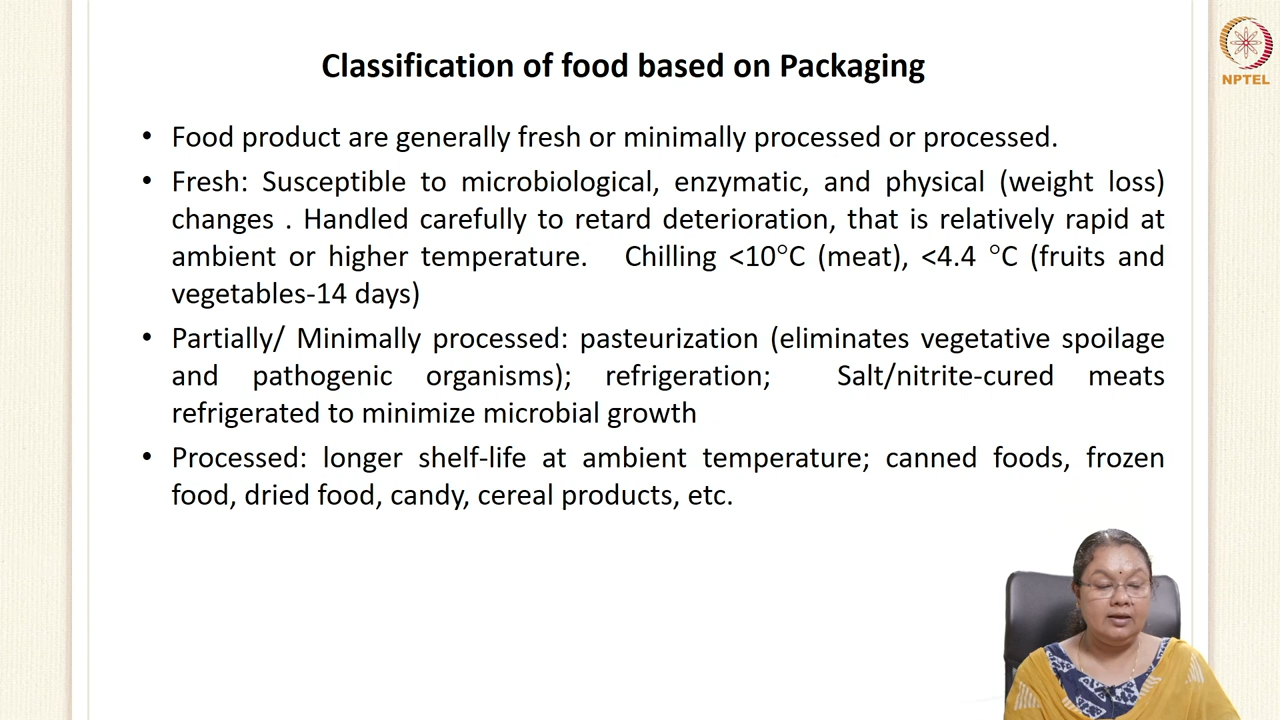 Classification of food based on Packaging
NPTEL
• Food product are generally fresh or minimally processed or processed.
• Fresh: Susceptible to microbiological, enzymatic, and physical (weight loss)
changes . Handled carefully to retard deterioration, that is relatively rapid at
ambient or higher temperature. Chilling <10°C (meat), <4.4 °C (fruits and
vegetables-14 days)
• Partially/ Minimally processed: pasteurization (eliminates vegetative spoilage
and pathogenic organisms); refrigeration; Salt/nitrite-cured meats
refrigerated to minimize microbial growth
• Processed: longer shelf-life at ambient temperature; canned foods, frozen
food, dried food, candy, cereal products, etc.